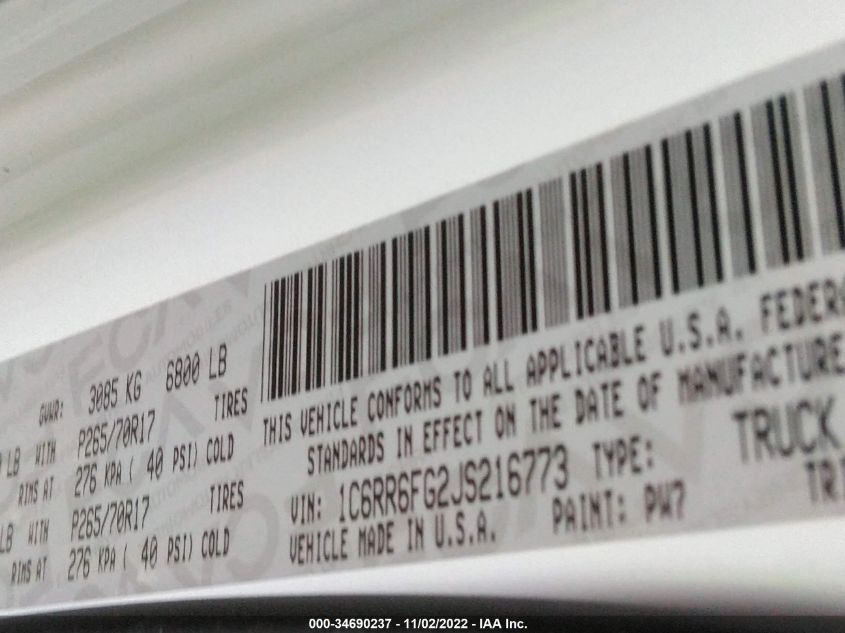 GVWR: 3085 KG 6800 LB
LB WITH P265/70R17 TIRES
RIMS AT 276 KPA ( 40 PSI) COLD
LB WITH P265/70R17 TIRES
RIMS AT 276 KPA ( 40 PSI) COLD
THIS VEHICLE CONFORMS TO ALL APPLICABLE U.S.A. FEDERA
STANDARDS IN EFFECT ON THE DATE OF MANUFACTURE
VIN: 1C6RR6FG2JS216773 TYPE: TRUCK
VEHICLE MADE IN U.S.A. PAINT: PW7 TRI
000-34690237 - 11/02/2022 - IAA Inc.